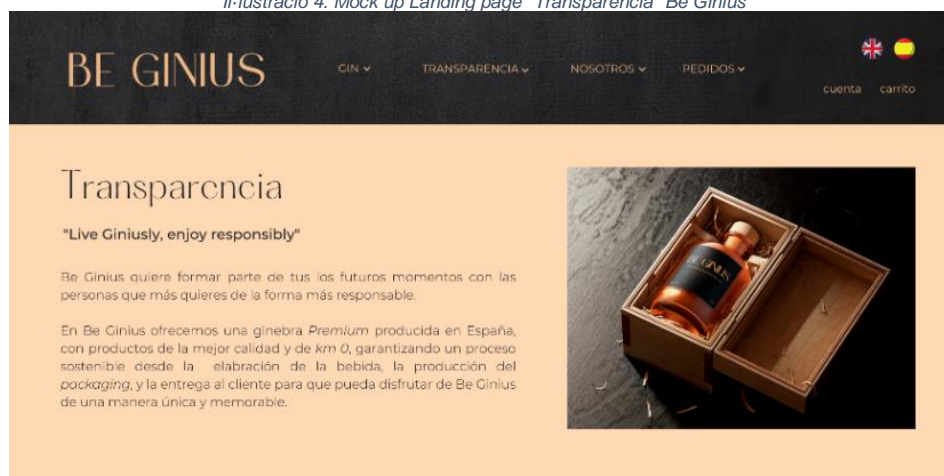 Il·lustració 4. Mock up Landing page "Transparencia" Be Ginius
BE GINIUS
GIN
TRANSPARENCIA
NOSOTROS
PEDIDOS
cuenta
carrito
Transparencia
"Live Giniusly, enjoy responsibly"
Be Ginius quiere formar parte de tus los futuros momentos con las
personas que más quieres de la forma más responsable.
En Be Ginius ofrecemos una ginebra Premium producida en España,
con productos de la mejor calidad y de km 0, garantizando un proceso
sostenible desde la elabración de la bebida, la producción del
packaging, y la entrega al cliente para que pueda disfrutar de Be Ginius
de una manera única y memorable.
BE GINIUS